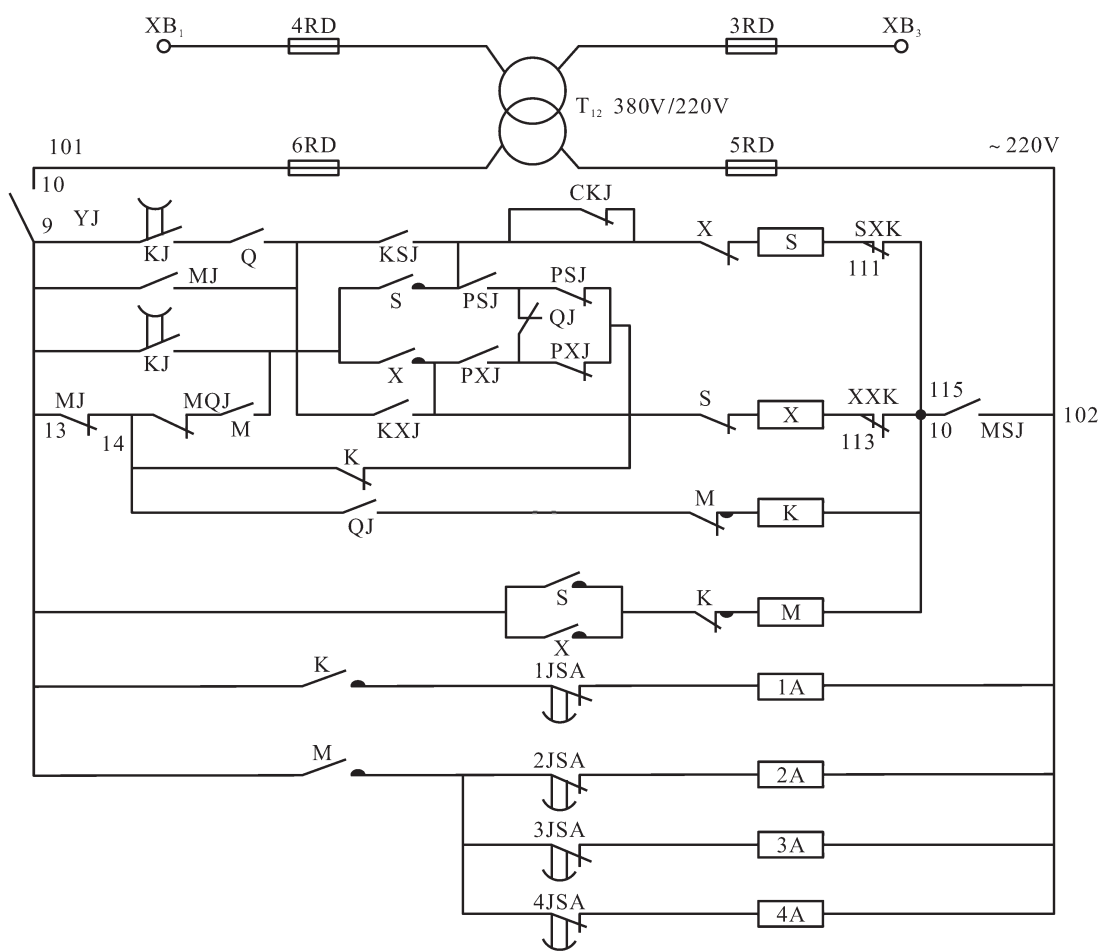 XB₁ 4RD 3RD XB₃
T₁₂ 380V/220V
101 6RD 5RD ~220V
10
CKJ
9 YJ X S SXK
KJ Q KSJ 111
MJ S PSJ PSJ
QJ
KJ X PXJ PXJ
MJ MQJ S XXK 115
13 14 M KXJ X 113 10 MSJ 102
K
QJ M K
S K M
X
K 1JSA 1A
M 2JSA 2A
3JSA 3A
4JSA 4A